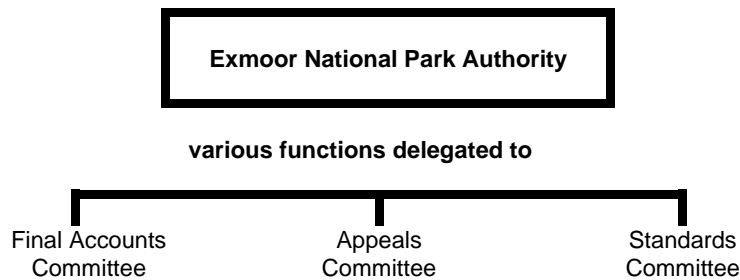 Exmoor National Park Authority
various functions delegated to
Final Accounts
Committee
Appeals
Committee
Standards
Committee